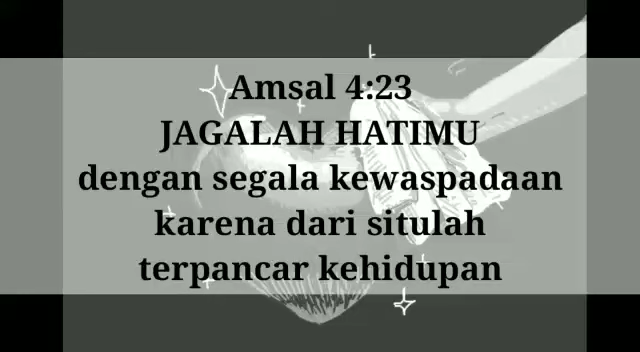 Amsal 4:23
JAGALAH HATIMU
dengan segala kewaspadaan
karena dari situlah
terpancar kehidupan